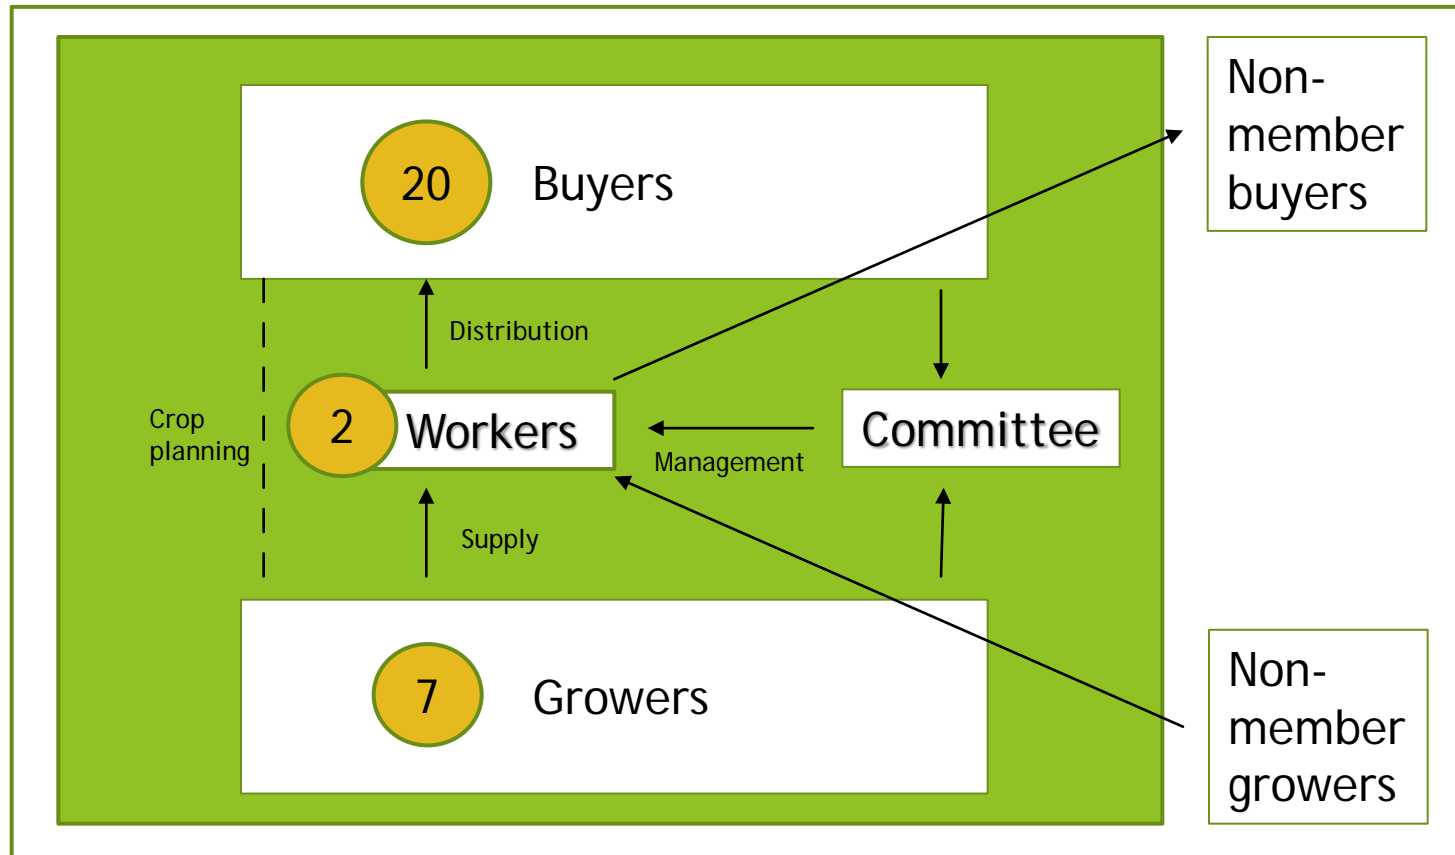 20
Buyers
Non-
member
buyers
Distribution
Crop
planning
2
Workers
Management
Committee
Supply
7
Growers
Non-
member
growers